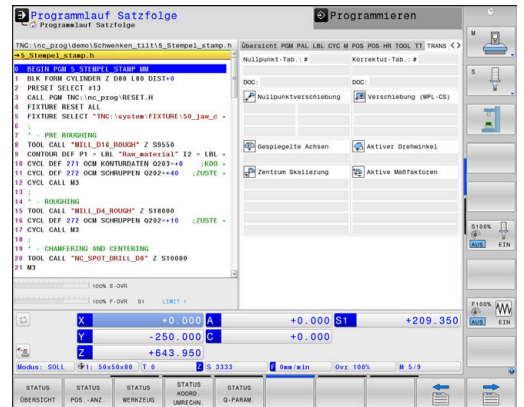 Programmlauf Satzfolge
Programmlauf Satzfolge
Programmieren
TNC:\nc_prog\demo\Schwenken_tilt\5_Stempel_stamp.h
→5_Stempel_stamp.h
0 BEGIN PGM 5_STEMPEL_STAMP MM
1 BLK FORM CYLINDER Z D80 L80 DIST+0
2 PRESET SELECT #13
3 CALL PGM TNC:\nc_prog\RESET.H
4 FIXTURE RESET ALL
5 FIXTURE SELECT "TNC:\system\FIXTURE\50_jaw_c
6 ;
7 * - PRE ROUGHING
8 TOOL CALL "MILL_D16_ROUGH" Z S9550
9 CONTOUR DEF P1 = LBL "Raw_material" I2 = LBL
10 CYCL DEF 271 OCM KONTURDATEN Q203=+0 ;KOO
11 CYCL DEF 272 OCM SCHRUPPEN Q202=+40 ;ZUSTE
12 CYCL CALL M3
13 ;
14 * - ROUGHING
15 TOOL CALL "MILL_D4_ROUGH" Z S18000
16 CYCL DEF 272 OCM SCHRUPPEN Q202=+10 ;ZUSTE
17 CYCL CALL M3
18 ;
19 * - CHAMFERING AND CENTERING
20 TOOL CALL "NC_SPOT_DRILL_D8" Z S10000
21 M3
100% S-OVR
100% F-OVR S1 LIMIT 1
Übersicht PGM PAL LBL CYC M POS POS HR TOOL TT TRANS
Nullpunkt-Tab.: # Korrektur-Tab.: #
DOC: DOC:
Nullpunktverschiebung Verschiebung (WPL-CS)
Gespiegelte Achsen Aktiver Drehwinkel
Zentrum Skalierung Aktive Maßfaktoren
X +0.000 A +0.000 S1 +209.350
Y -250.000 C +0.000
Z +643.950
Modus: SOLL 1: 50x50x80 T 0 Z S 3333 F 0mm/min Ovr 100% M 5/9
STATUS ÜBERSICHT
STATUS POS.-ANZ.
STATUS WERKZEUG
STATUS KOORD. UMRECHN.
STATUS Q-PARAM.
M
S
S100%
AUS EIN
F100%
AUS EIN